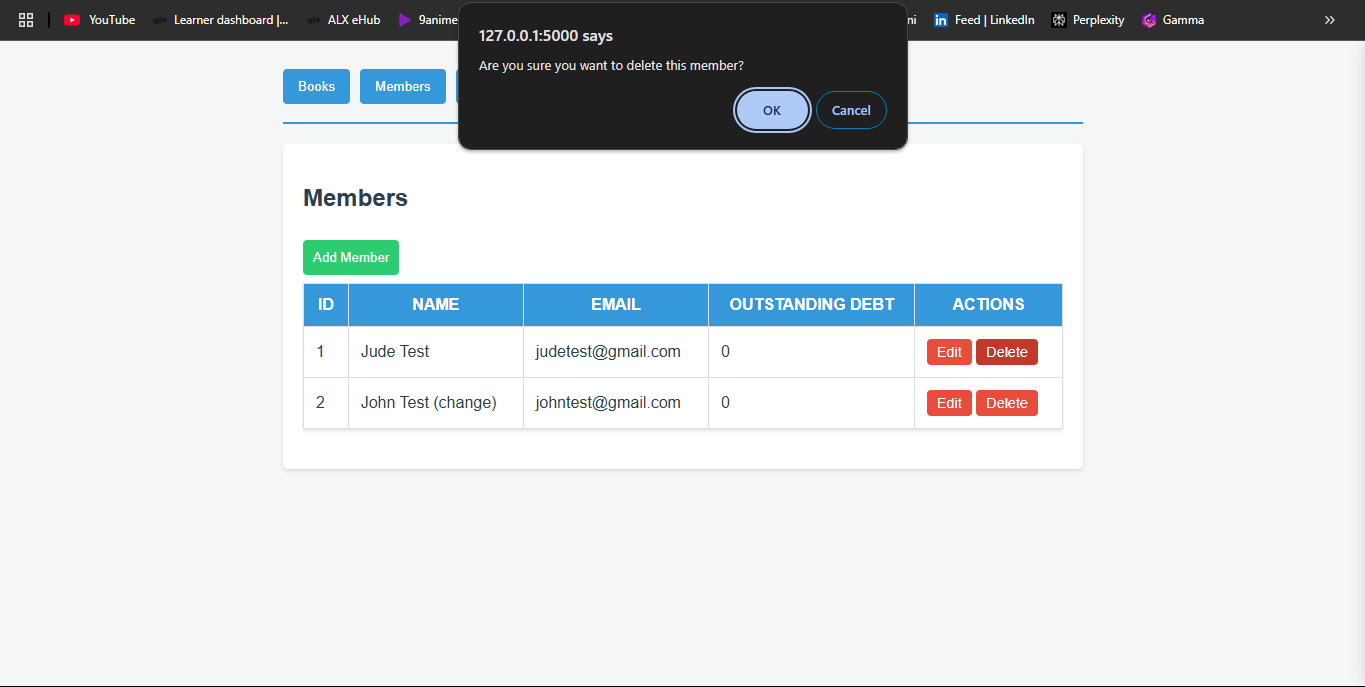 YouTube Learner dashboard |... ALX eHub 9anime Feed | LinkedIn Perplexity Gamma
127.0.0.1:5000 says
Are you sure you want to delete this member?
OK Cancel
Books Members
Members
Add Member
ID NAME EMAIL OUTSTANDING DEBT ACTIONS
1 Jude Test judetest@gmail.com 0 Edit Delete
2 John Test (change) johntest@gmail.com 0 Edit Delete